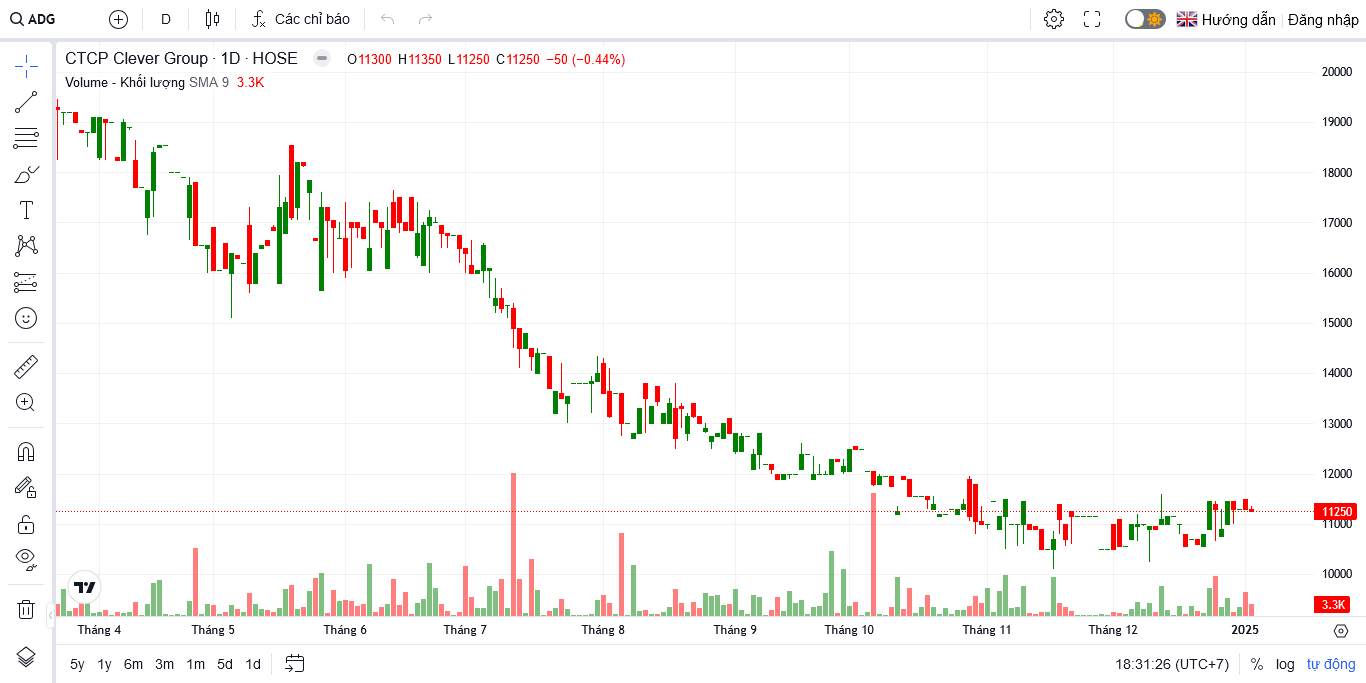 ADG D Các chỉ báo Hướng dẫn Đăng nhập
CTCP Clever Group · 1D · HOSE O11300 H11350 L11250 C11250 −50 (−0.44%)
Volume - Khối lượng SMA 9 3.3K
20000
19000
18000
17000
16000
15000
14000
13000
12000
11250
11000
10000
3.3K
Tháng 4 Tháng 5 Tháng 6 Tháng 7 Tháng 8 Tháng 9 Tháng 10 Tháng 11 Tháng 12 2025
5y 1y 6m 3m 1m 5d 1d 18:31:26 (UTC+7) % log tự động